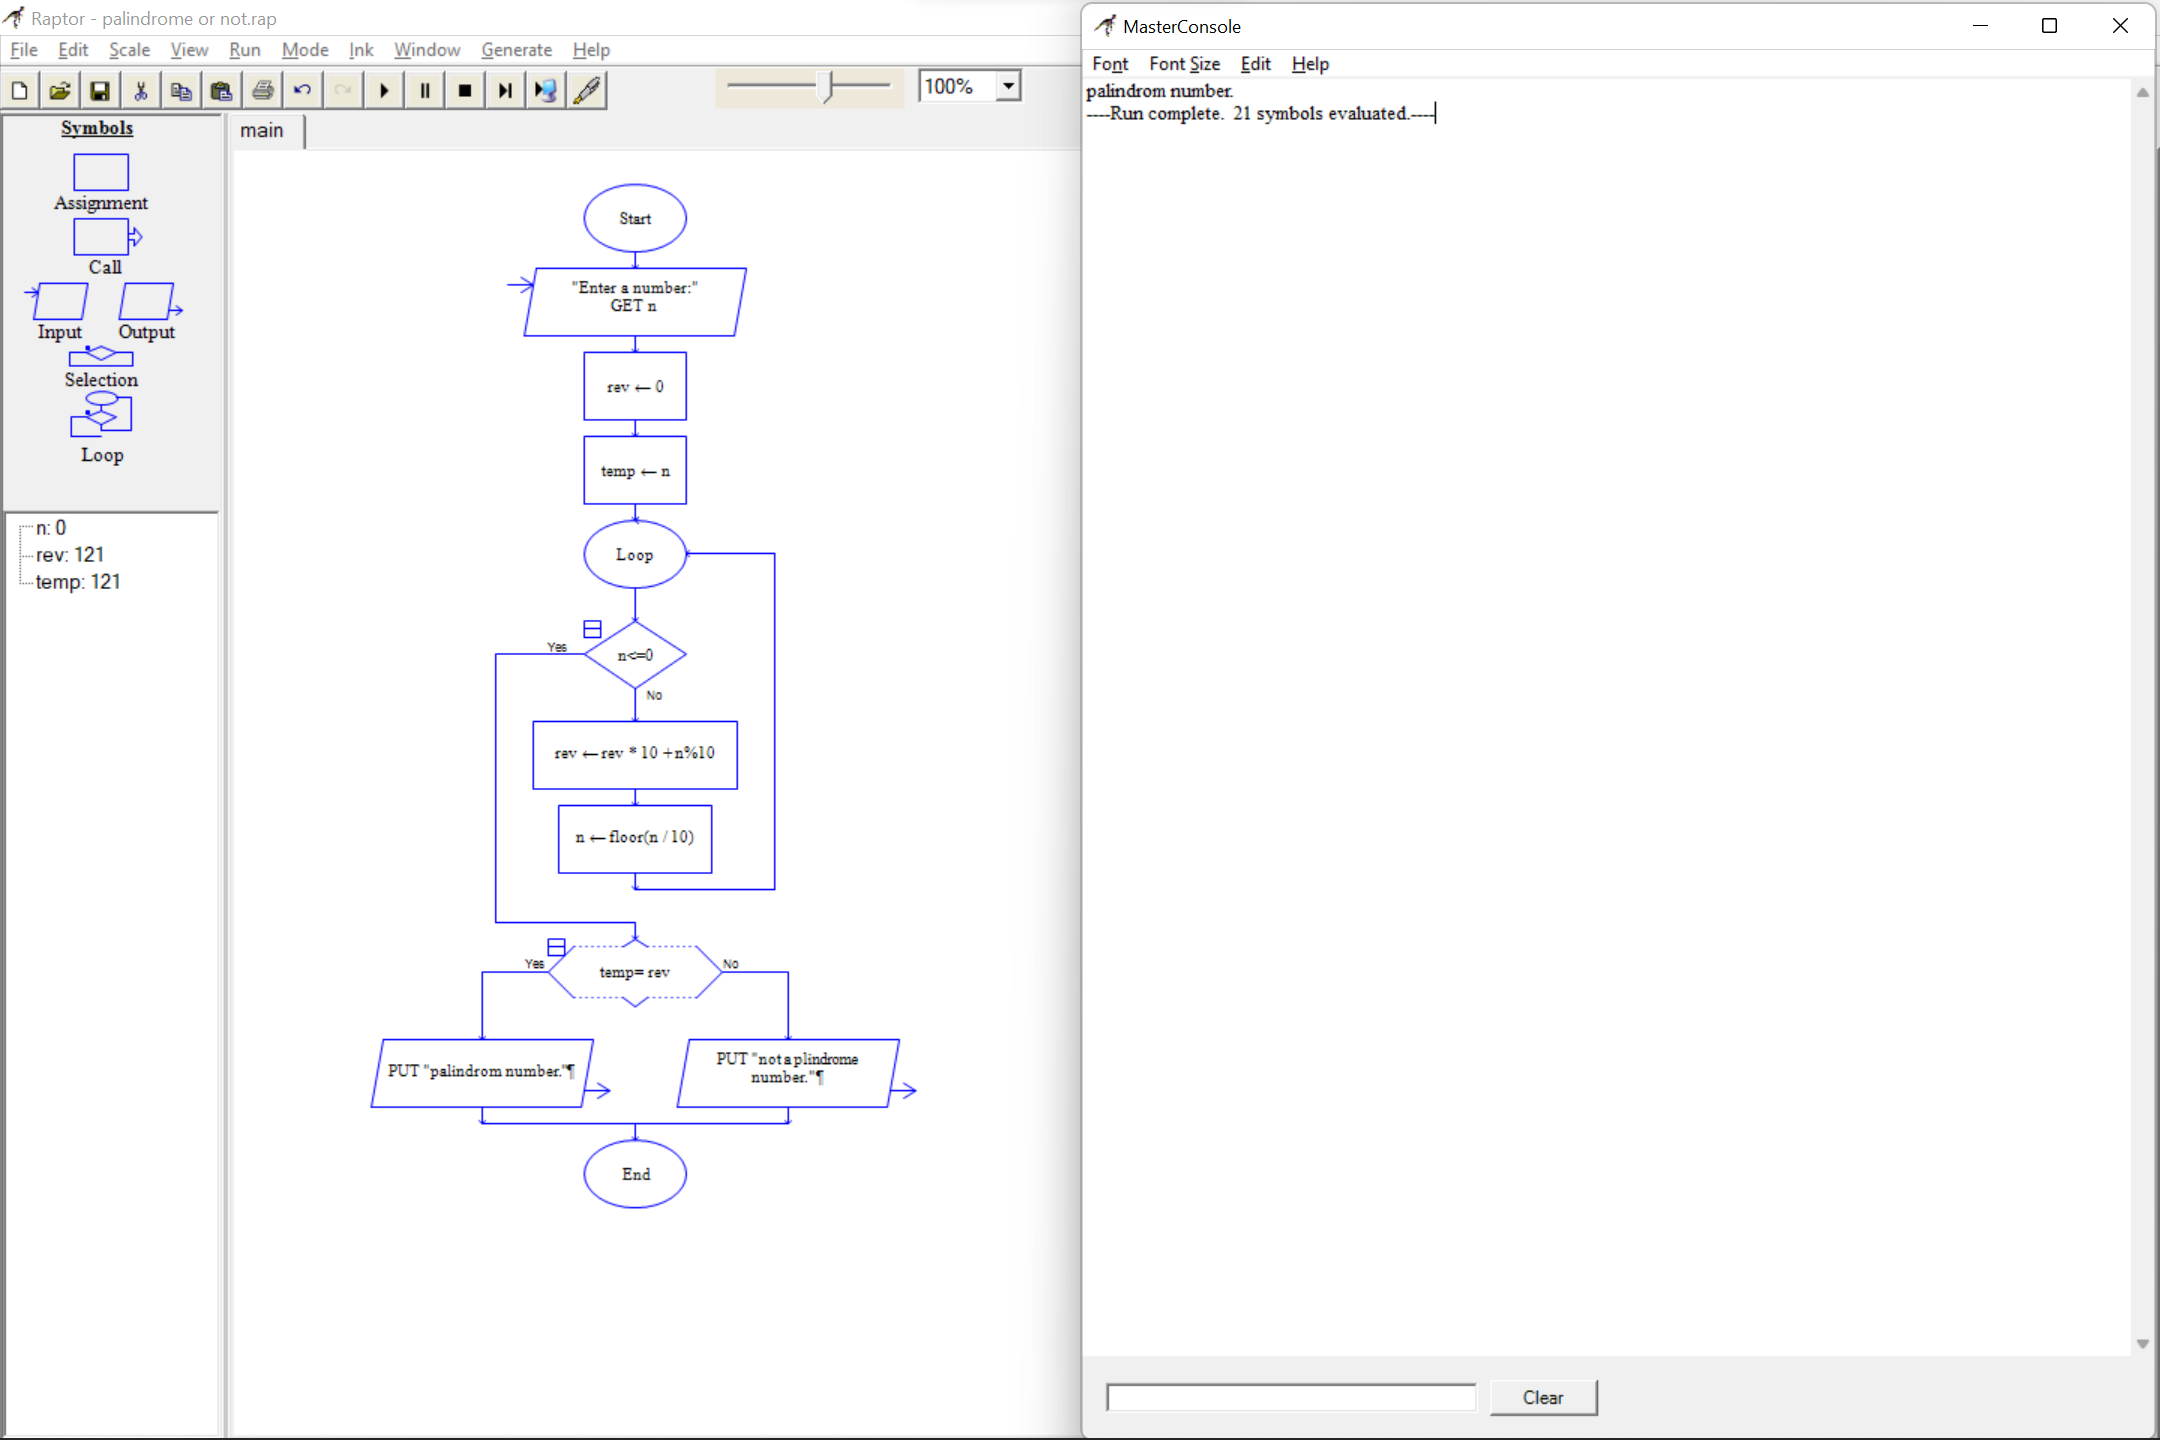 Raptor - palindrome or not.rap
File Edit Scale View Run Mode Ink Window Generate Help
100%
Symbols
Assignment
Call
Input Output
Selection
Loop
n: 0
rev: 121
temp: 121
main
Start
"Enter a number:"
GET n
rev ← 0
temp ← n
Loop
Yes
n<=0
No
rev ← rev * 10 +n%10
n ← floor(n / 10)
Yes
temp= rev
No
PUT "palindrom number."¶
PUT "not a plindrome
number."¶
End
MasterConsole
Font Font Size Edit Help
palindrom number.
----Run complete.  21 symbols evaluated.----
Clear